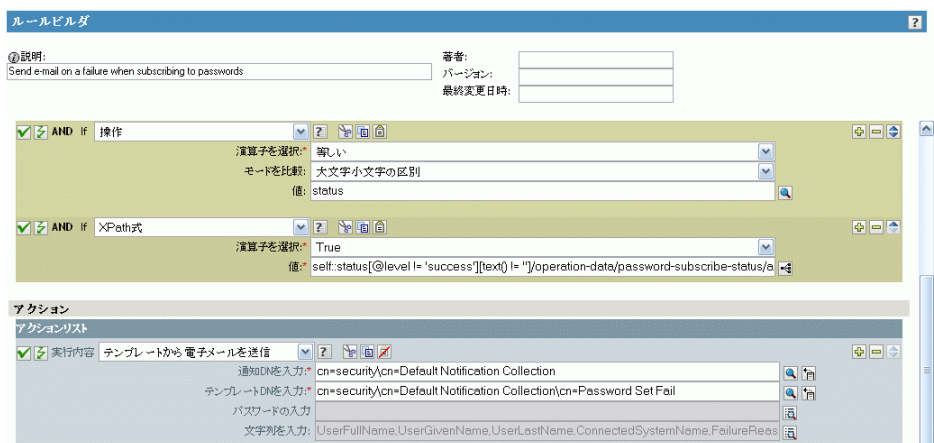 ルールビルダ ?
説明: 著者:
Send e-mail on a failure when subscribing to passwords
バージョン:
最終変更日時:
AND If 操作 ?
演算子を選択:* 等しい
モードを比較: 大文字小文字の区別
値: status
AND If XPath式 ?
演算子を選択:* True
値:* self::status[@level != 'success'][text() != '']/operation-data/password-subscribe-status/a
アクション
アクションリスト
実行内容 テンプレートから電子メールを送信 ?
通知DNを入力:* cn=security\cn=Default Notification Collection
テンプレートDNを入力:* cn=security\cn=Default Notification Collection\cn=Password Set Fail
パスワードの入力
文字列を入力: UserFullName,UserGivenName,UserLastName,ConnectedSystemName,FailureReas